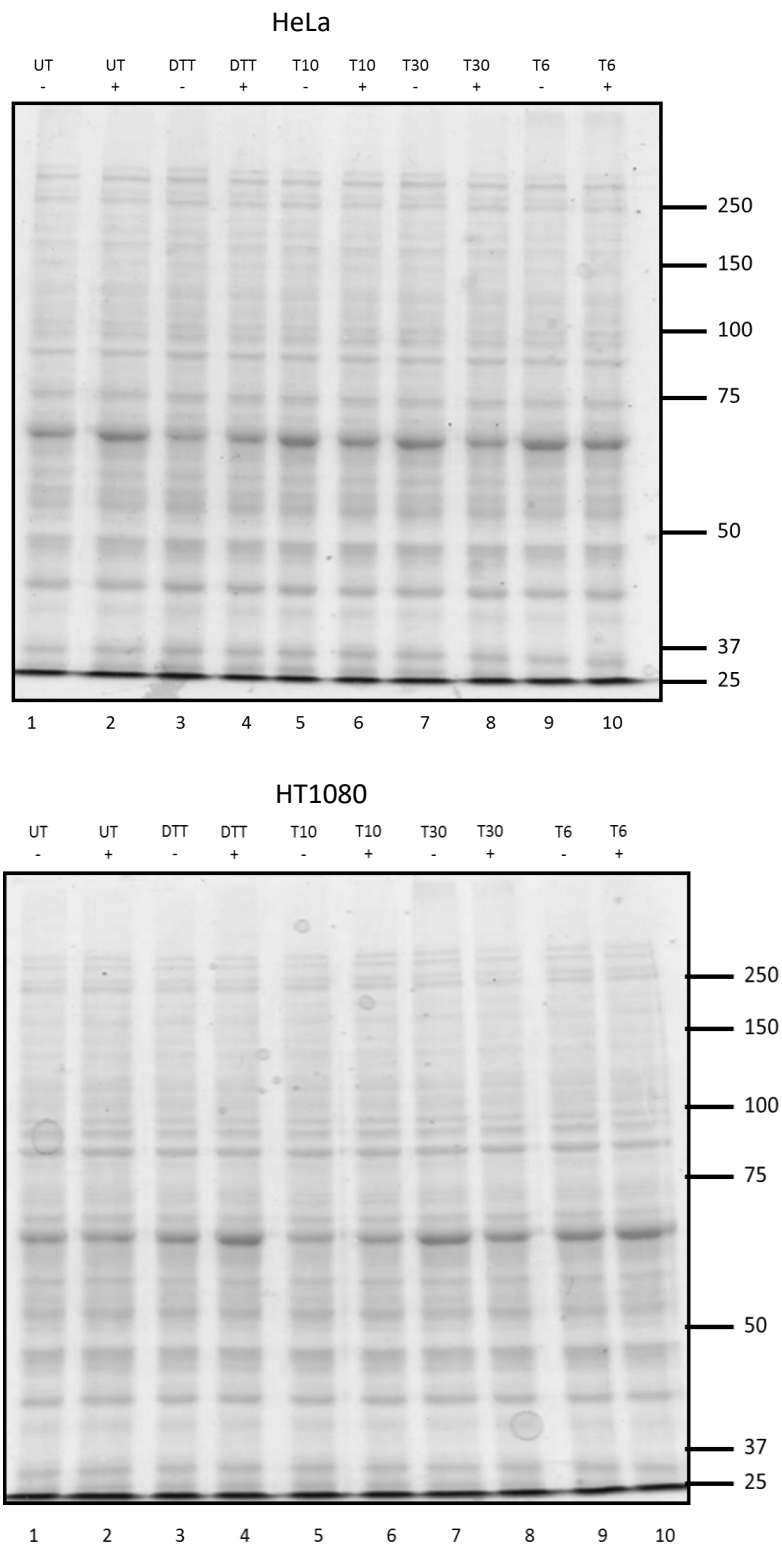 HeLa
UT UT DTT DTT T10 T10 T30 T30 T6 T6
- + - + - + - + - +
250
150
100
75
50
37
25
1 2 3 4 5 6 7 8 9 10
HT1080
UT UT DTT DTT T10 T10 T30 T30 T6 T6
- + - + - + - + - +
250
150
100
75
50
37
25
1 2 3 4 5 6 7 8 9 10